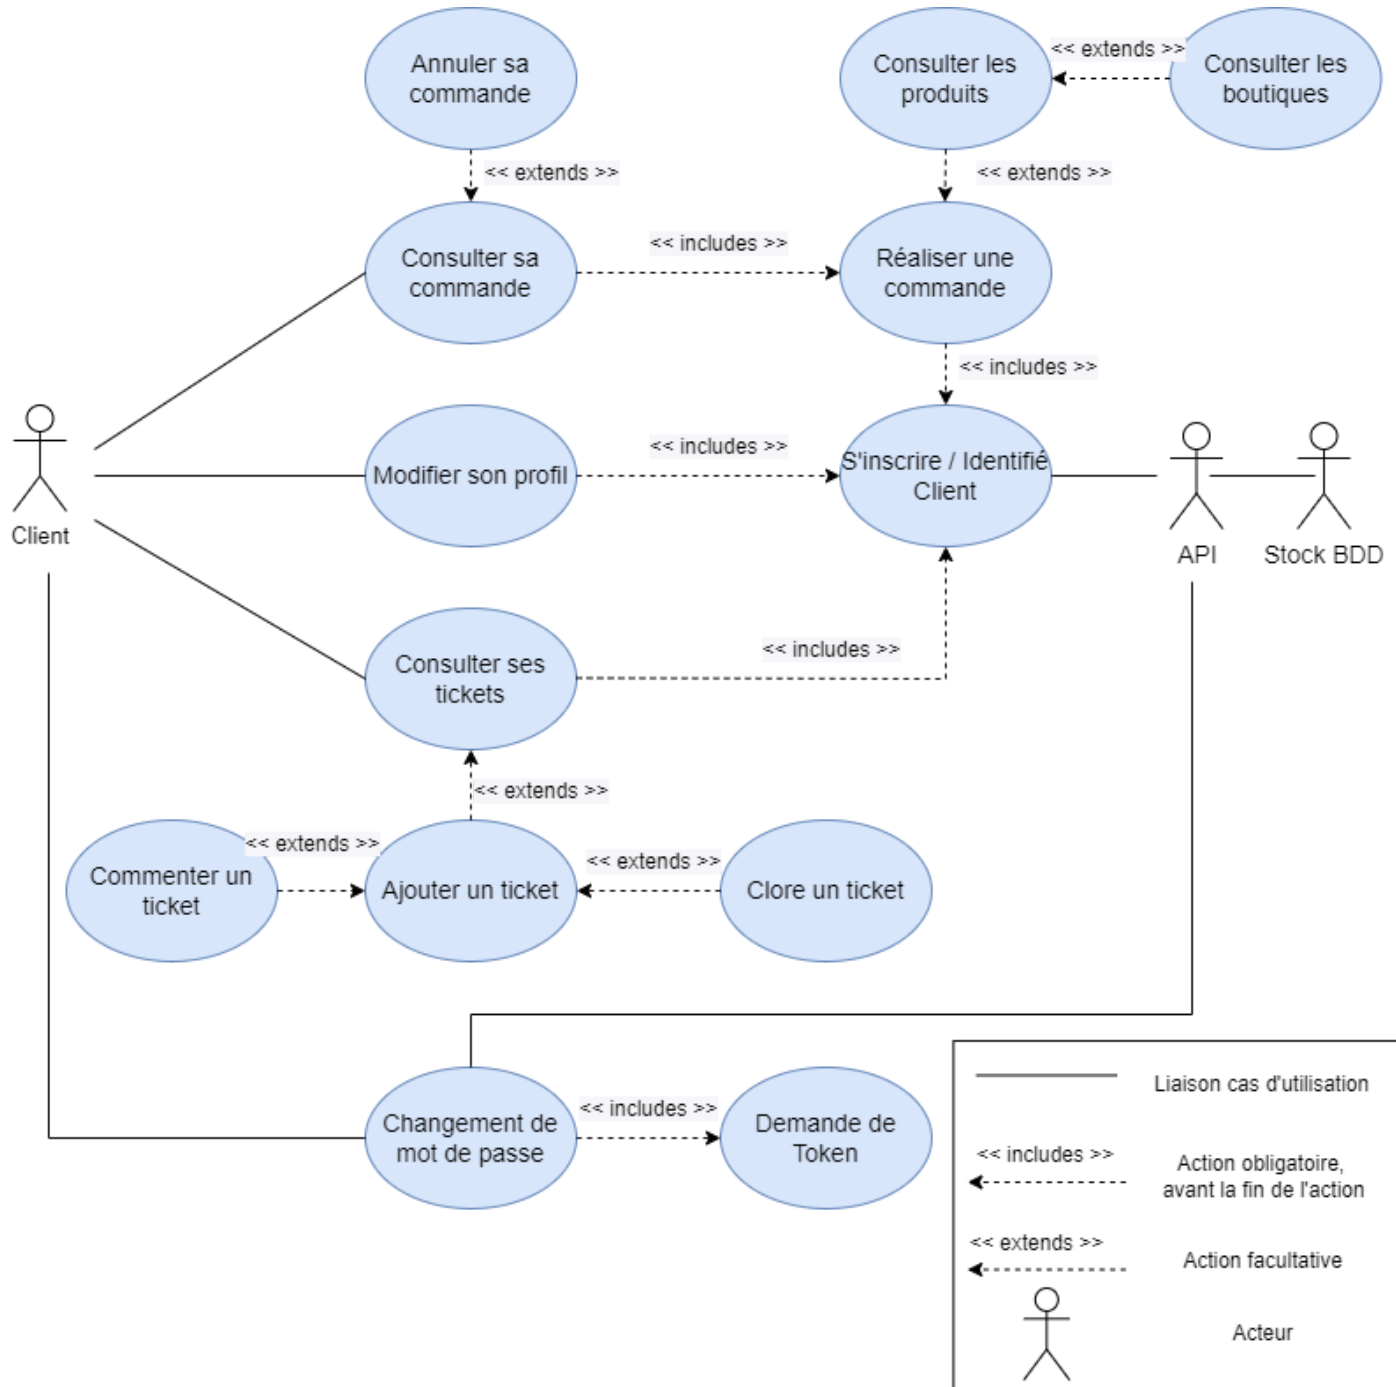 Annuler sa
commande
Consulter les
produits
<< extends >>
Consulter les
boutiques
<< extends >>
<< extends >>
Consulter sa
commande
<< includes >>
Réaliser une
commande
<< includes >>
Client
Modifier son profil
<< includes >>
S'inscrire / Identifié
Client
API
Stock BDD
Consulter ses
tickets
<< includes >>
<< extends >>
Commenter un
ticket
<< extends >>
Ajouter un ticket
<< extends >>
Clore un ticket
Changement de
mot de passe
<< includes >>
Demande de
Token
Liaison cas d'utilisation
<< includes >>
Action obligatoire,
avant la fin de l'action
<< extends >>
Action facultative
Acteur